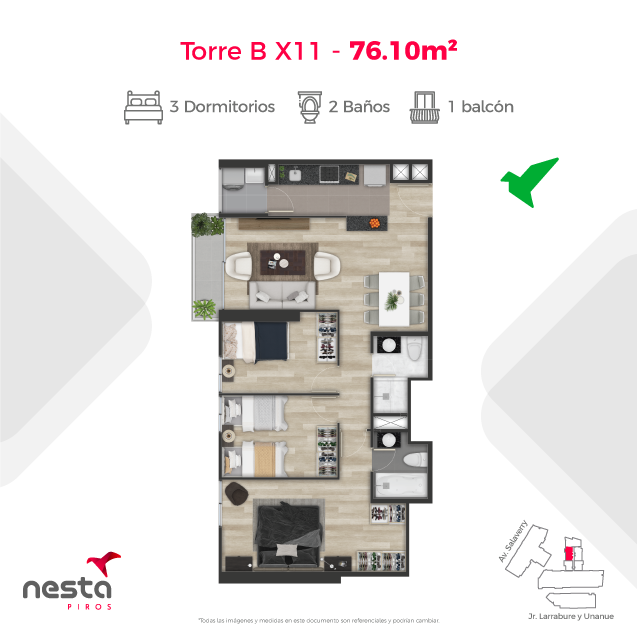 Torre B X11 - 76.10m²
3 Dormitorios
2 Baños
1 balcón
Av. Salaverry
Jr. Larrabure y Unanue
nesta
PIROS
*Todas las imágenes y medidas en este documento son referenciales y podrían cambiar.